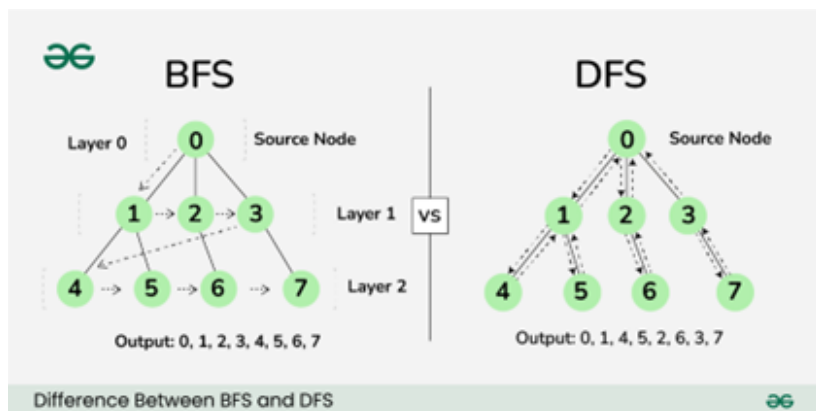 BFS
Layer 0
0
Source Node
1
2
3
Layer 1
4
5
6
7
Layer 2
Output: 0, 1, 2, 3, 4, 5, 6, 7
vs
DFS
0
Source Node
1
2
3
4
5
6
7
Output: 0, 1, 4, 5, 2, 6, 3, 7
Difference Between BFS and DFS